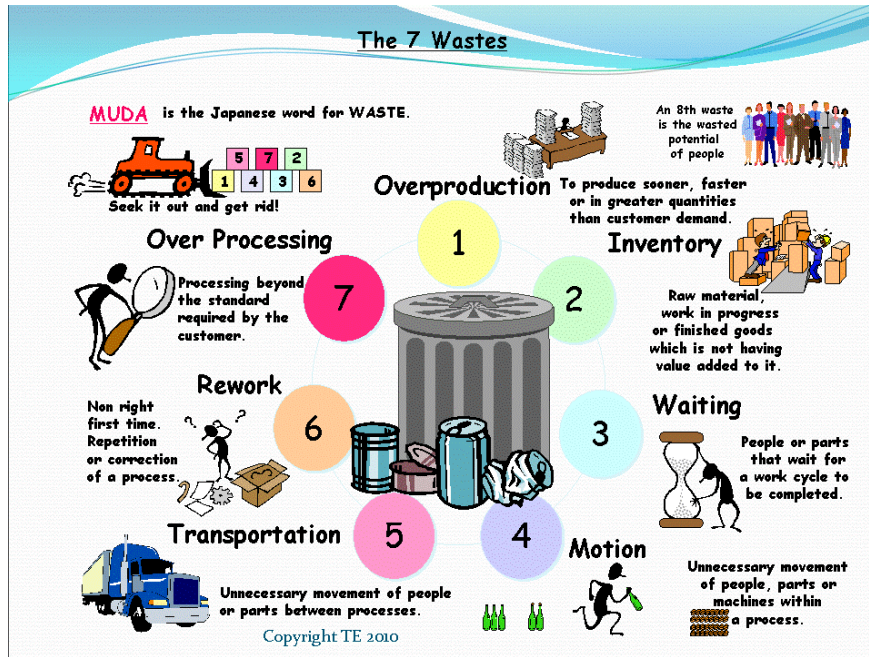 The 7 Wastes
MUDA is the Japanese word for WASTE.
5 7 2
1 4 3 6
Seek it out and get rid!
An 8th waste
is the wasted
potential
of people
Overproduction
To produce sooner, faster
or in greater quantities
than customer demand.
1
Inventory
2
Raw material,
work in progress
or finished goods
which is not having
value added to it.
Waiting
3
People or parts
that wait for
a work cycle to
be completed.
Motion
4
Unnecessary movement
of people, parts or
machines within
a process.
Transportation
5
Unnecessary movement of people
or parts between processes.
Rework
6
Non right
first time.
Repetition
or correction
of a process.
Over Processing
7
Processing beyond
the standard
required by the
customer.
Copyright TE 2010